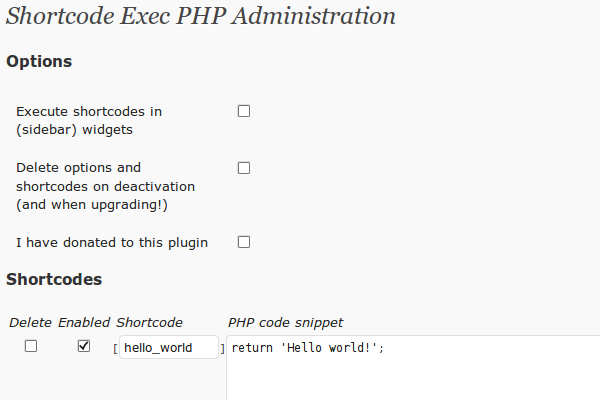 Shortcode Exec PHP Administration
Options
Execute shortcodes in
(sidebar) widgets
Delete options and
shortcodes on deactivation
(and when upgrading!)
I have donated to this plugin
Shortcodes
Delete Enabled Shortcode PHP code snippet
[hello_world] return 'Hello world!';